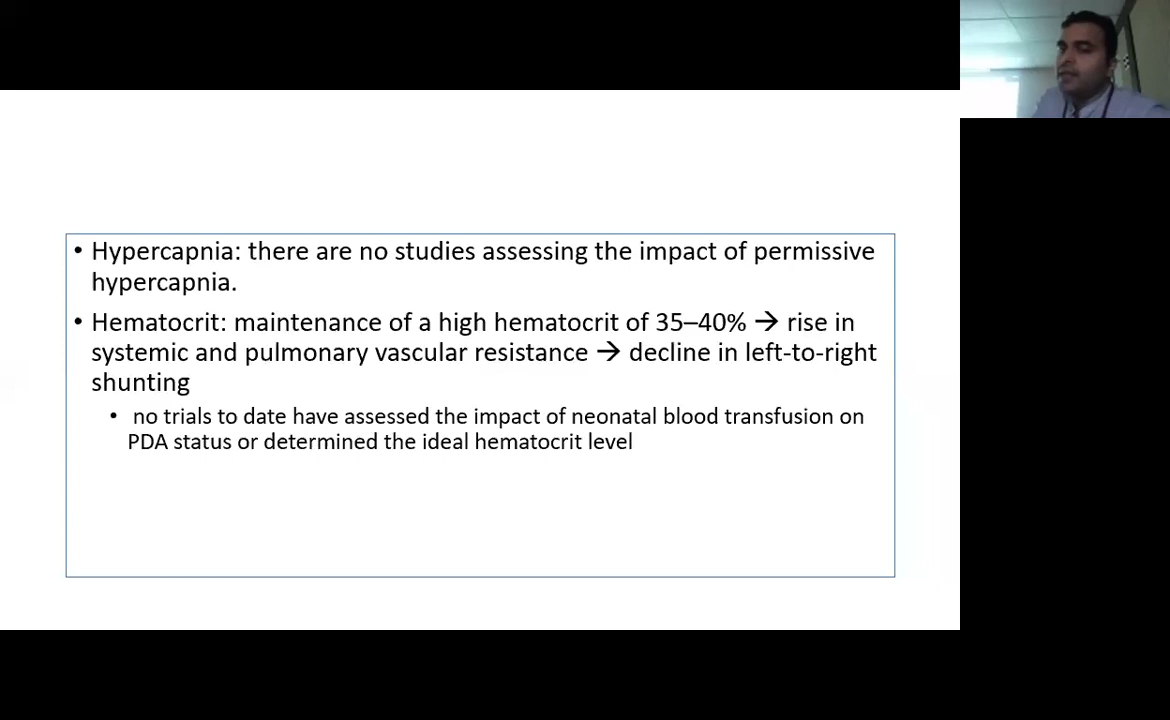 • Hypercapnia: there are no studies assessing the impact of permissive
hypercapnia.
• Hematocrit: maintenance of a high hematocrit of 35–40% → rise in
systemic and pulmonary vascular resistance → decline in left-to-right
shunting
• no trials to date have assessed the impact of neonatal blood transfusion on
PDA status or determined the ideal hematocrit level